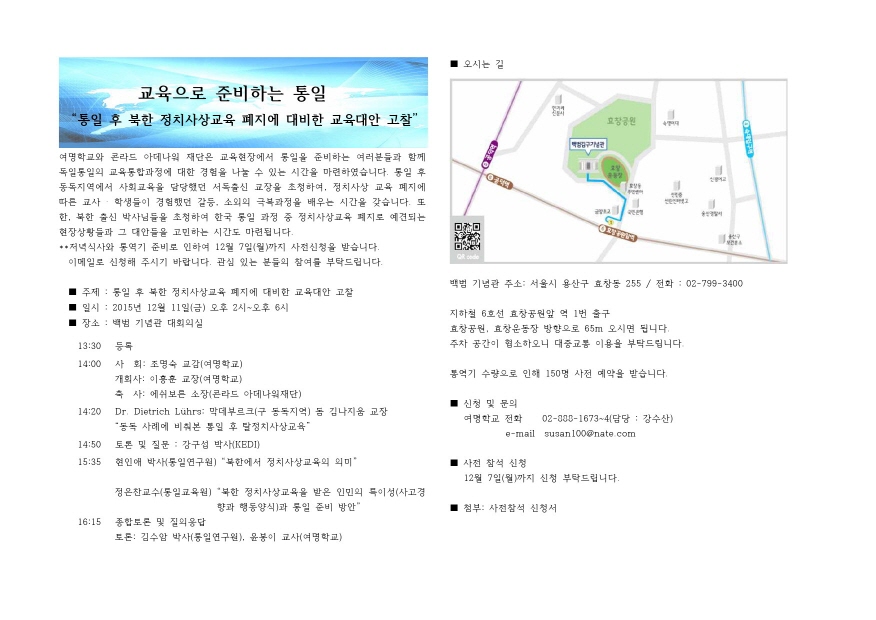 교육으로 준비하는 통일
“통일 후 북한 정치사상교육 폐지에 대비한 교육대안 고찰”
여명학교와 콘라드 아데나워 재단은 교육현장에서 통일을 준비하는 여러분들과 함께
독일통일의 교육통합과정에 대한 경험을 나눌 수 있는 시간을 마련하였습니다. 통일 후
동독지역에서 사회교육을 담당했던 서독출신 교장을 초청하여, 정치사상 교육 폐지에
따른 교사ㆍ학생들이 경험했던 갈등, 소외의 극복과정을 배우는 시간을 갖습니다. 또
한, 북한 출신 박사님들을 초청하여 한국 통일 과정 중 정치사상교육 폐지로 예견되는
현장상황들과 그 대안들을 고민하는 시간도 마련됩니다.
**저녁식사와 통역기 준비로 인하여 12월 7일(월)까지 사전신청을 받습니다.
이메일로 신청해 주시기 바랍니다. 관심 있는 분들의 참여를 부탁드립니다.
■ 주제 : 통일 후 북한 정치사상교육 폐지에 대비한 교육대안 고찰
■ 일시 : 2015년 12월 11일(금) 오후 2시~오후 6시
■ 장소 : 백범 기념관 대회의실
13:30 등록
14:00 사 회: 조명숙 교감(여명학교)
개회사: 이흥훈 교장(여명학교)
축 사: 에쉬보른 소장(콘라드 아데나워재단)
14:20 Dr. Dietrich Lührs: 막데부르크(구 동독지역) 돔 김나지움 교장
“동독 사례에 비춰본 통일 후 탈정치사상교육”
14:50 토론 및 질문 : 강구섭 박사(KEDI)
15:35 현인애 박사(통일연구원) “북한에서 정치사상교육의 의미”
정은찬교수(통일교육원) “북한 정치사상교육을 받은 인민의 특이성(사고경
향과 행동양식)과 통일 준비 방안”
16:15 종합토론 및 질의응답
토론: 김수암 박사(통일연구원), 윤봉이 교사(여명학교)
■ 오시는 길
효창공원
숙명여대
백범김구기념관
효창
운동장
공덕역
공덕역
숙대입구역
신광여고
용산경찰서
국민은행
금양초교
효창공원앞역
용산구
보건분소
QR code
백범 기념관 주소: 서울시 용산구 효창동 255 / 전화 : 02-799-3400
지하철 6호선 효창공원앞 역 1번 출구
효창공원, 효창운동장 방향으로 65m 오시면 됩니다.
주차 공간이 협소하오니 대중교통 이용을 부탁드립니다.
통역기 수량으로 인해 150명 사전 예약을 받습니다.
■ 신청 및 문의
여명학교 전화 02-888-1673~4(담당 : 강수산)
e-mail susan100@nate.com
■ 사전 참석 신청
12월 7일(월)까지 신청 부탁드립니다.
■ 첨부: 사전참석 신청서